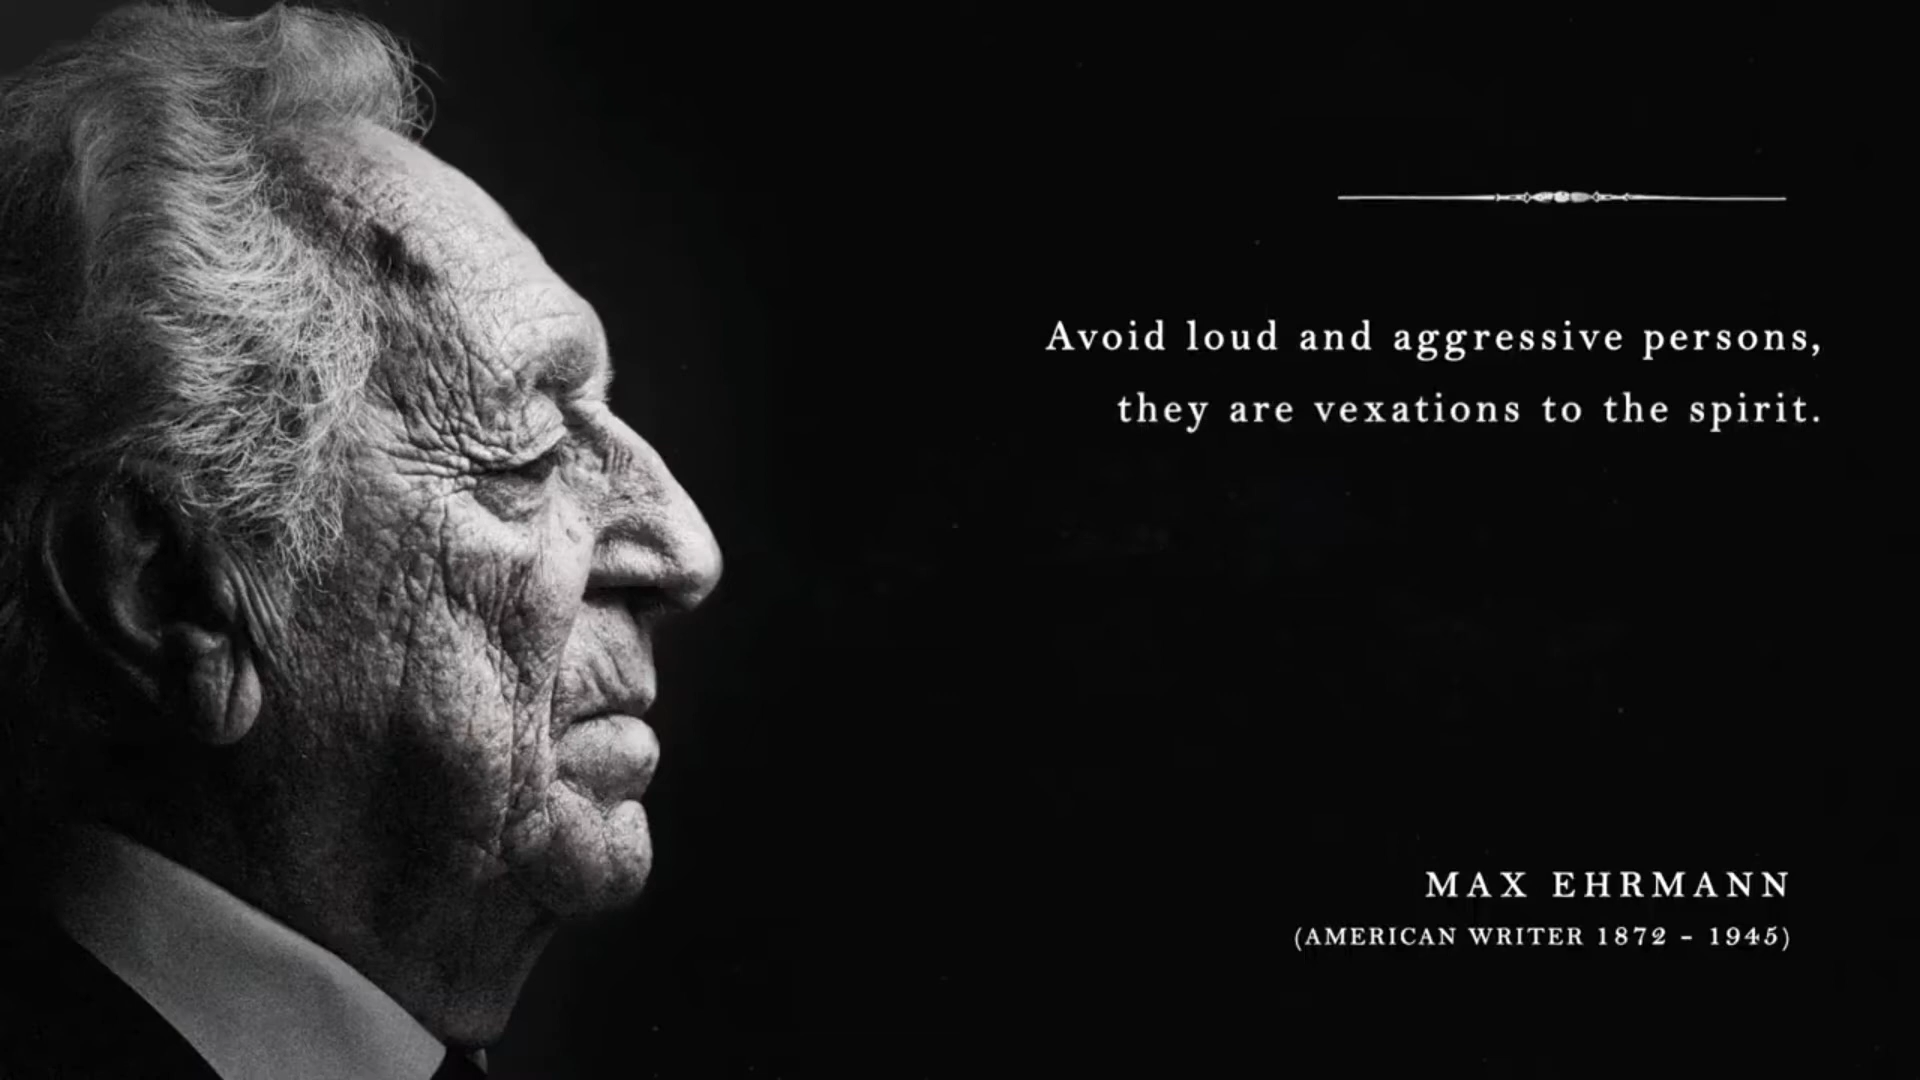 Avoid loud and aggressive persons,
they are vexations to the spirit.
MAX EHRMANN
(AMERICAN WRITER 1872 - 1945)